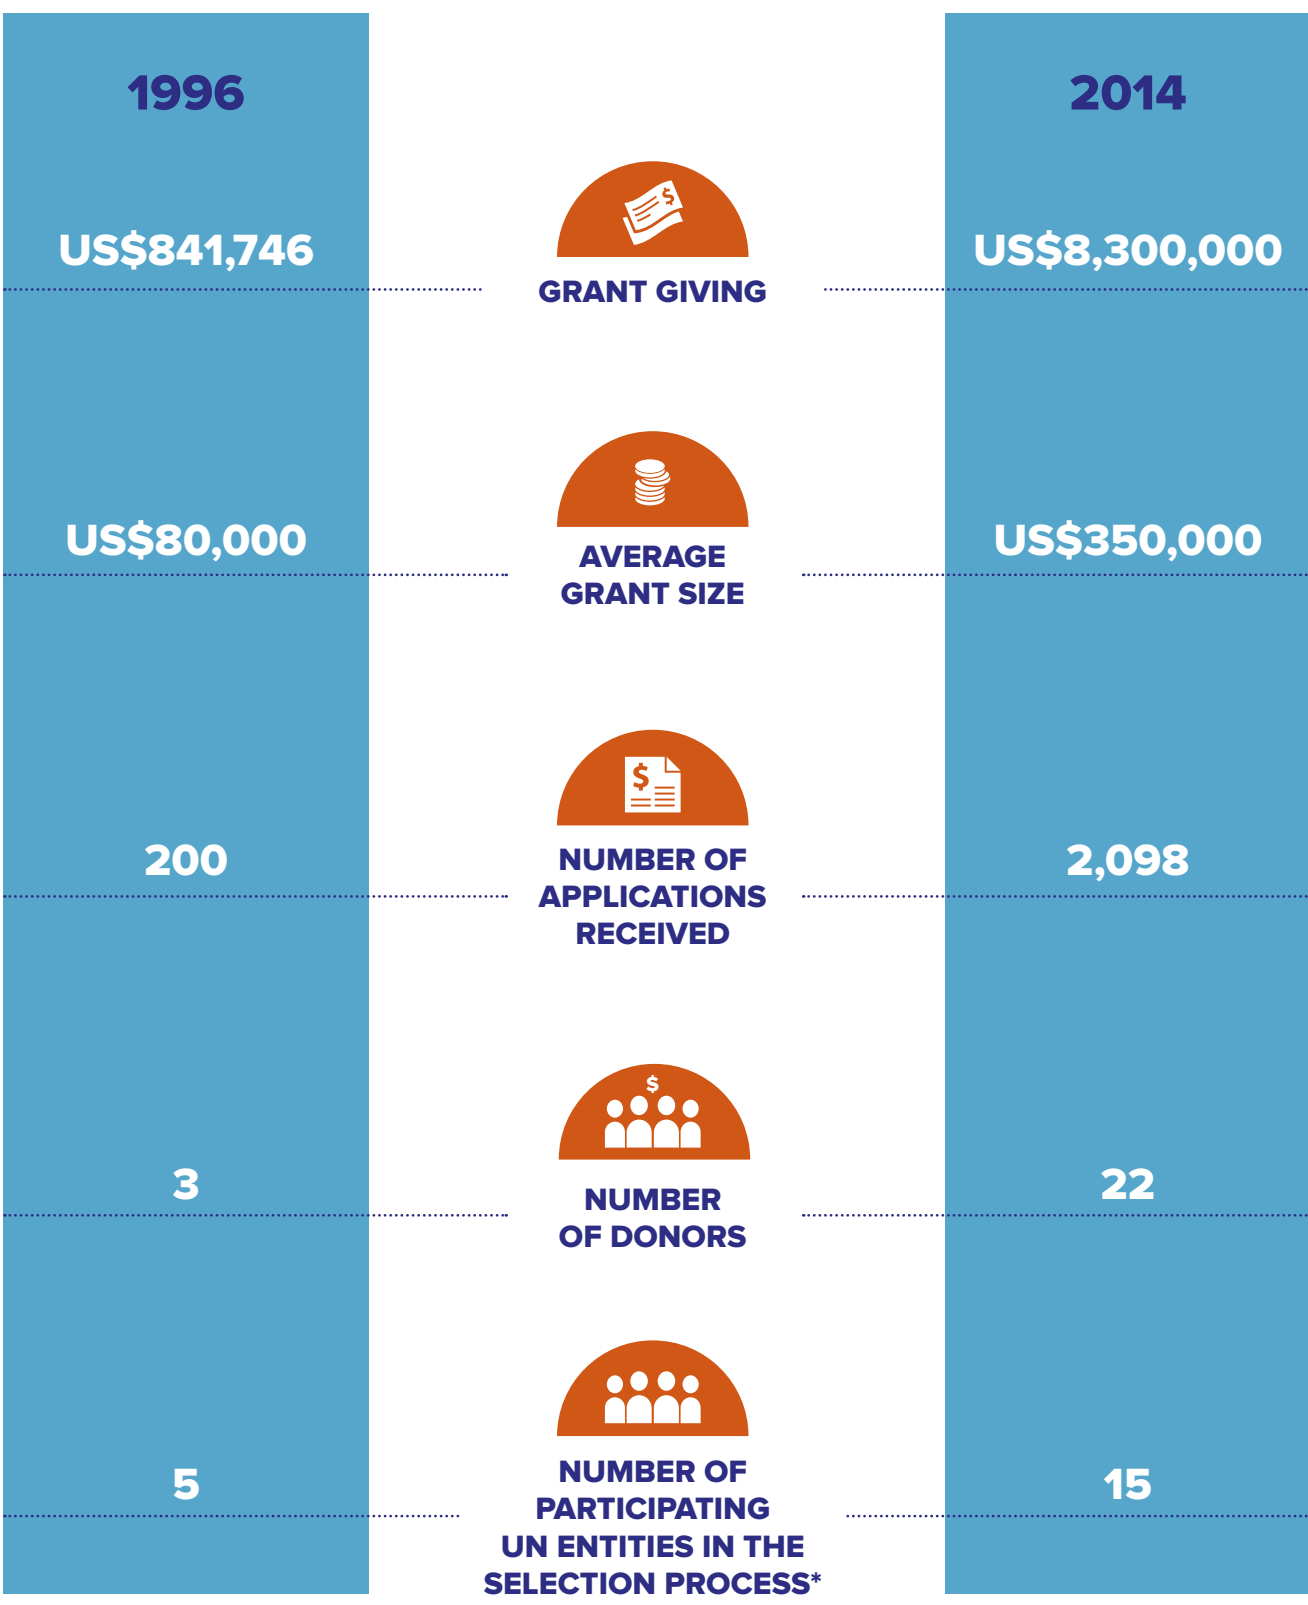 1996
2014
US$841,746
GRANT GIVING
US$8,300,000
US$80,000
AVERAGE
GRANT SIZE
US$350,000
200
NUMBER OF
APPLICATIONS
RECEIVED
2,098
3
NUMBER
OF DONORS
22
5
NUMBER OF
PARTICIPATING
UN ENTITIES IN THE
SELECTION PROCESS*
15
$
$
$